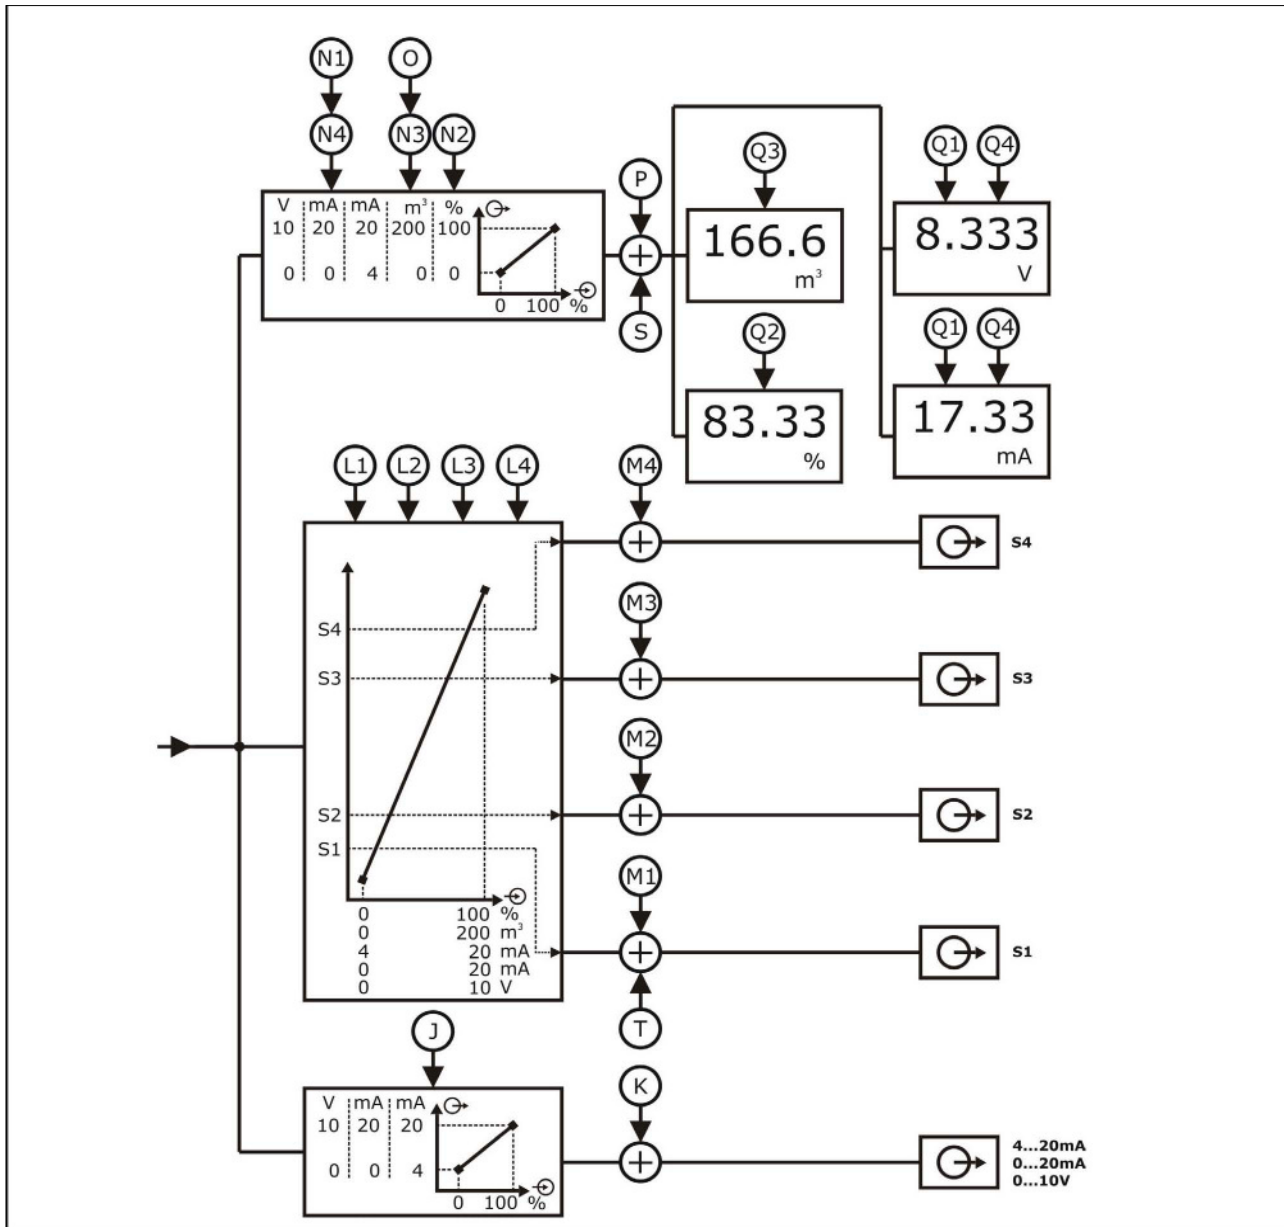 N1 O
N4 N3 N2
V mA mA m³ %
10 20 20 200 100
0 0 4 0 0
0 100 %
P
S
Q3
166.6
m³
Q2
83.33
%
Q1 Q4
8.333
V
Q1 Q4
17.33
mA
L1 L2 L3 L4
S4
S3
S2
S1
0 100 %
0 200 m³
4 20 mA
0 20 mA
0 10 V
M4
S4
M3
S3
M2
S2
M1
S1
T
J
V mA mA
10 20 20
0 0 4
0 100 %
K
4...20mA
0...20mA
0...10V